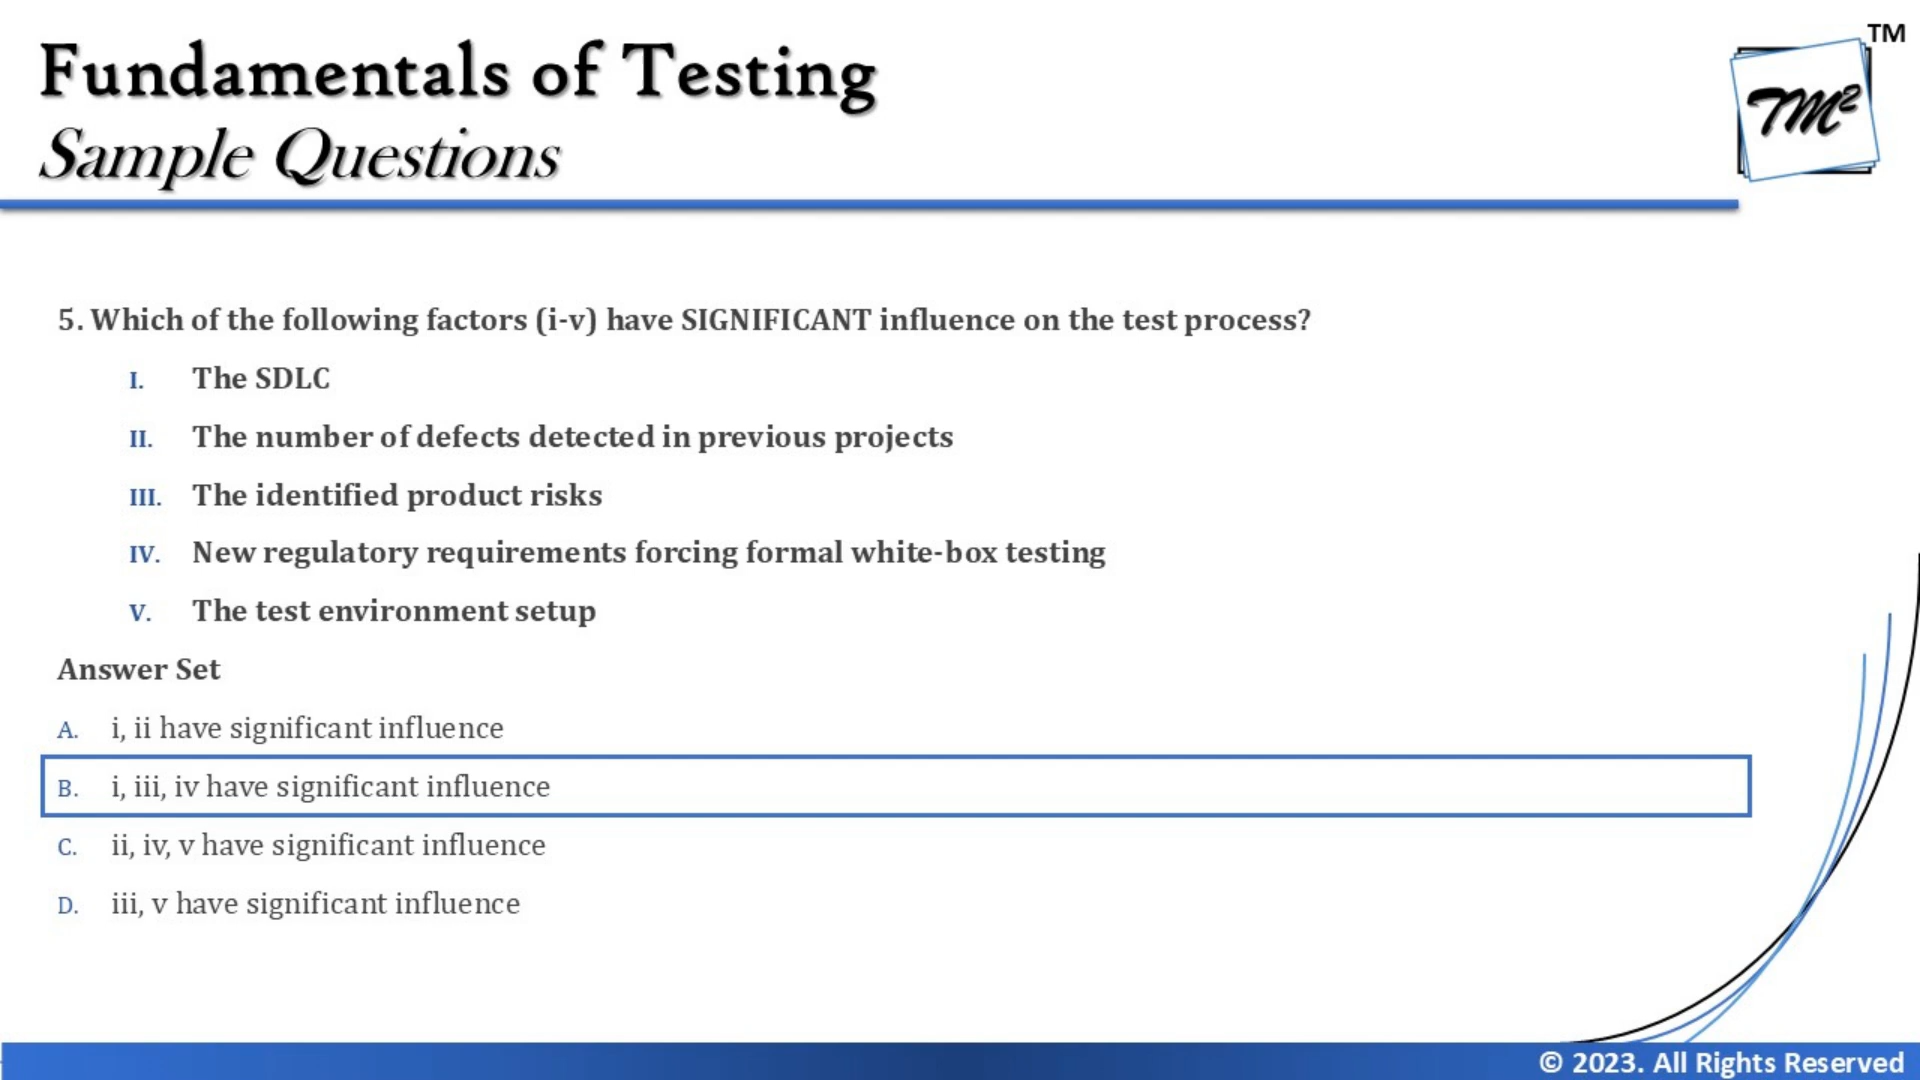 Fundamentals of Testing
Sample Questions
TM
TM²
5. Which of the following factors (i-v) have SIGNIFICANT influence on the test process?
I. The SDLC
II. The number of defects detected in previous projects
III. The identified product risks
IV. New regulatory requirements forcing formal white-box testing
V. The test environment setup
Answer Set
A. i, ii have significant influence
B. i, iii, iv have significant influence
C. ii, iv, v have significant influence
D. iii, v have significant influence
© 2023. All Rights Reserved